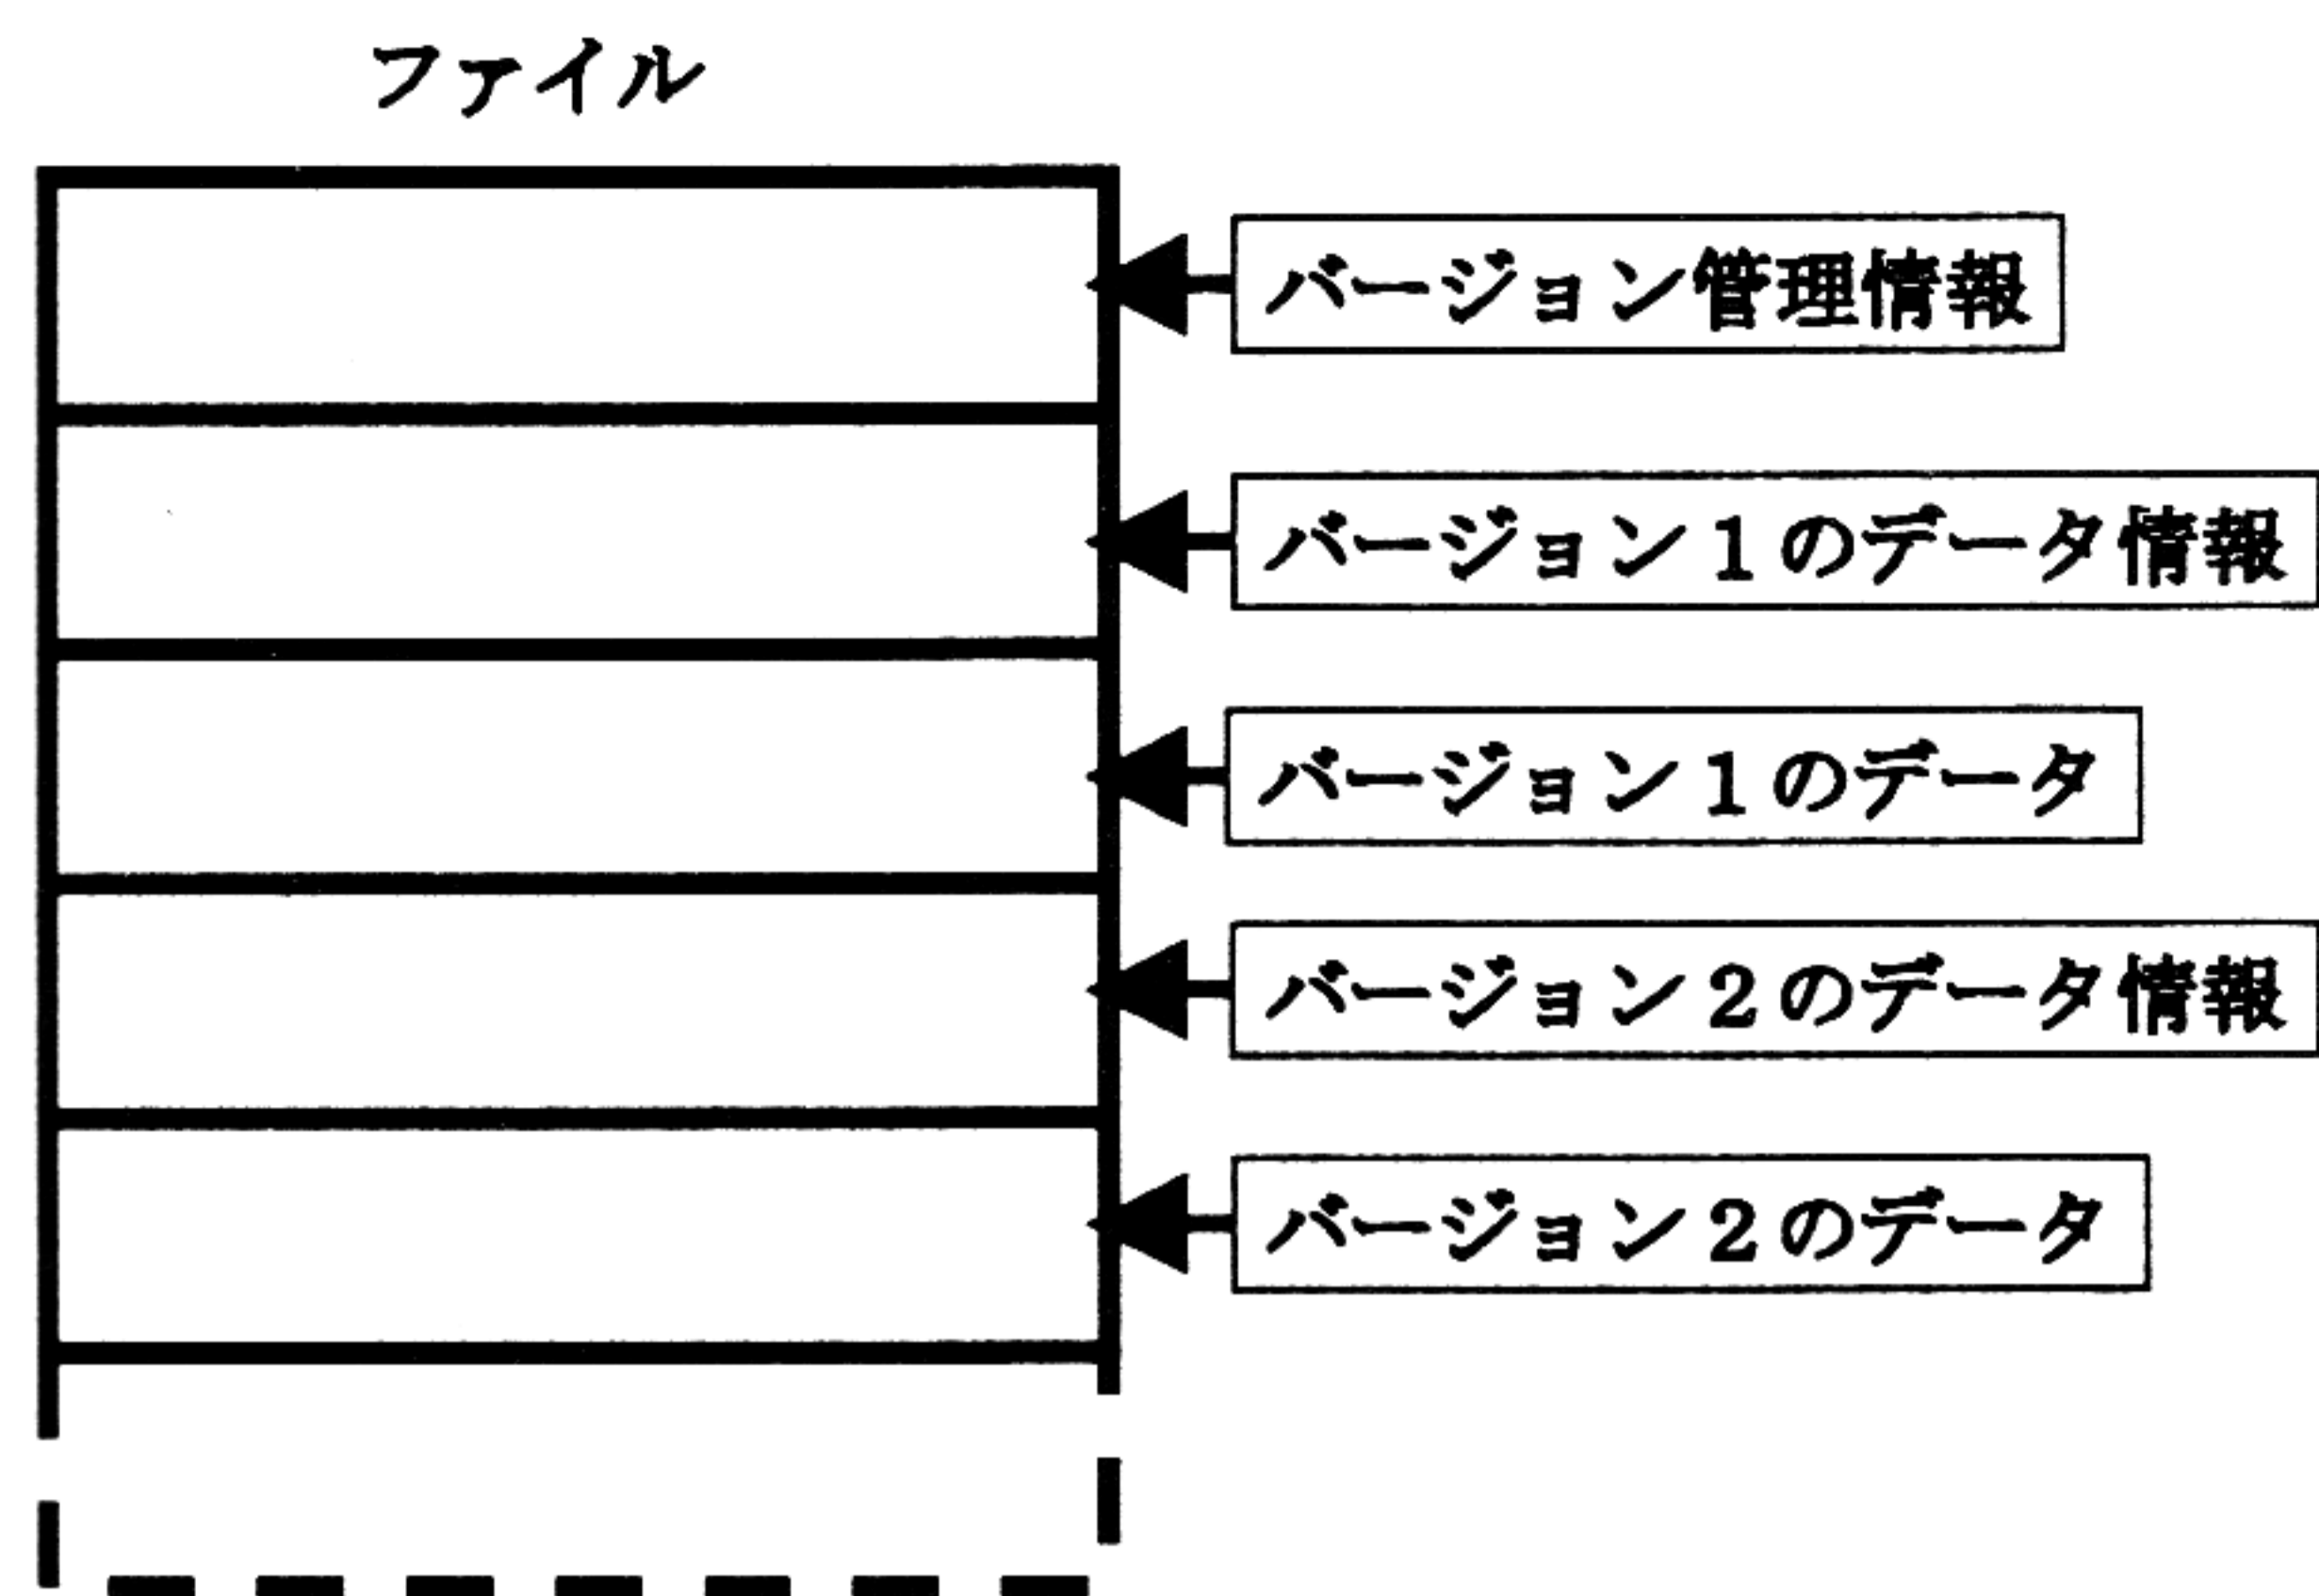 ファイル
バージョン管理情報
バージョン１のデータ情報
バージョン１のデータ
バージョン２のデータ情報
バージョン２のデータ